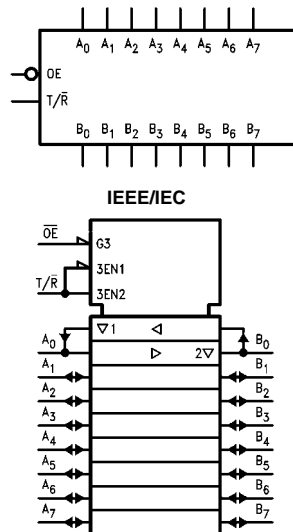 A0 A1 A2 A3 A4 A5 A6 A7
OE
T/R̅
B0 B1 B2 B3 B4 B5 B6 B7
IEEE/IEC
O̅E̅ G3
3EN1
T/R̅ 3EN2
A0 ▽1 ◁ B0
▷ 2▽
A1 B1
A2 B2
A3 B3
A4 B4
A5 B5
A6 B6
A7 B7